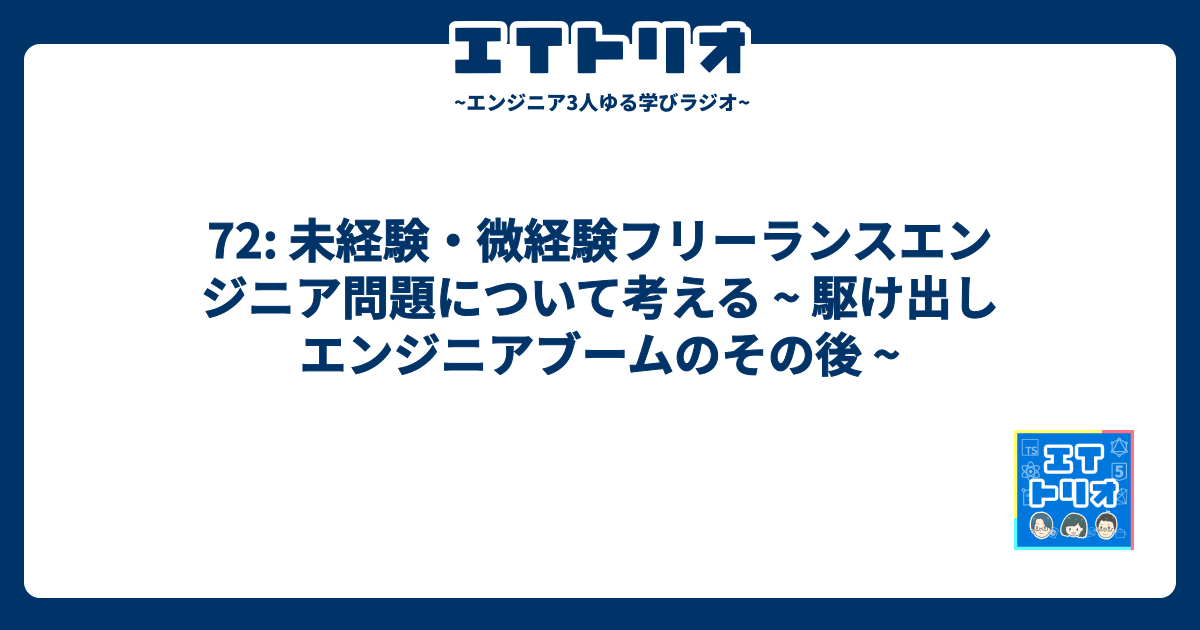 エイトリオ
~エンジニア3人ゆる学びラジオ~
72: 未経験・微経験フリーランスエン
ジニア問題について考える ~ 駆け出し
エンジニアブームのその後 ~
TS
5
エイ
トリオ